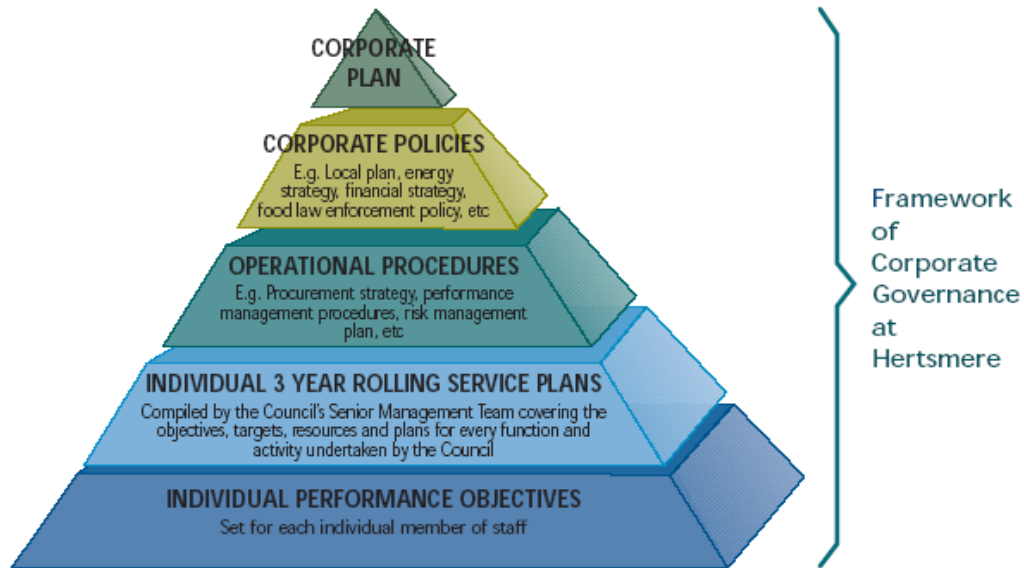 CORPORATE
PLAN
CORPORATE POLICIES
E.g. Local plan, energy
strategy, financial strategy,
food law enforcement policy, etc
OPERATIONAL PROCEDURES
E.g. Procurement strategy, performance
management procedures, risk management
plan, etc
INDIVIDUAL 3 YEAR ROLLING SERVICE PLANS
Compiled by the Council's Senior Management Team covering the
objectives, targets, resources and plans for every function and
activity undertaken by the Council
INDIVIDUAL PERFORMANCE OBJECTIVES
Set for each individual member of staff
Framework
of
Corporate
Governance
at
Hertsmere